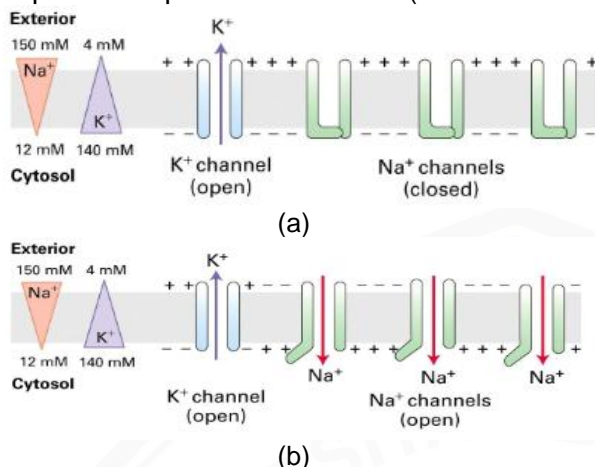 Exterior
150 mM 4 mM
Na+
K+
12 mM 140 mM
Cytosol
K+
+ + + + + + + + + + + +
K+ channel
(open)
Na+ channels
(closed)
(a)
Exterior
150 mM 4 mM
Na+
K+
12 mM 140 mM
Cytosol
K+
K+ channel
(open)
Na+ Na+ Na+
Na+ channels
(open)
(b)